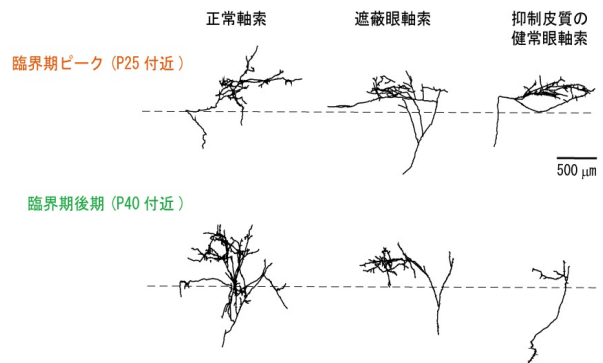 正常軸索
遮蔽眼軸索
抑制皮質の
健常眼軸索
臨界期ピーク (P25 付近 )
500 μm
臨界期後期 (P40 付近 )